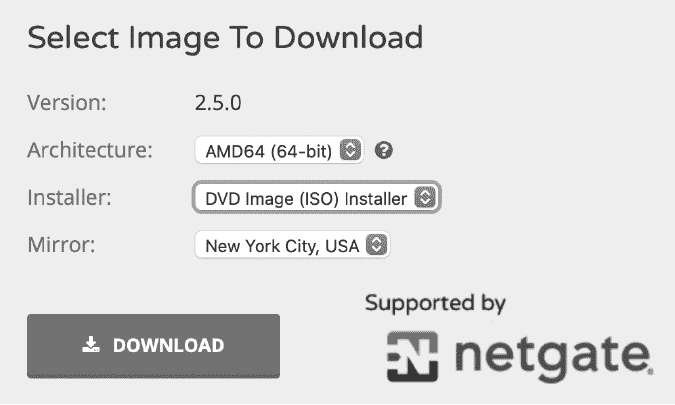 Select Image To Download
Version: 2.5.0
Architecture: AMD64 (64-bit) ?
Installer: DVD Image (ISO) Installer
Mirror: New York City, USA
Supported by
DOWNLOAD
N netgate®